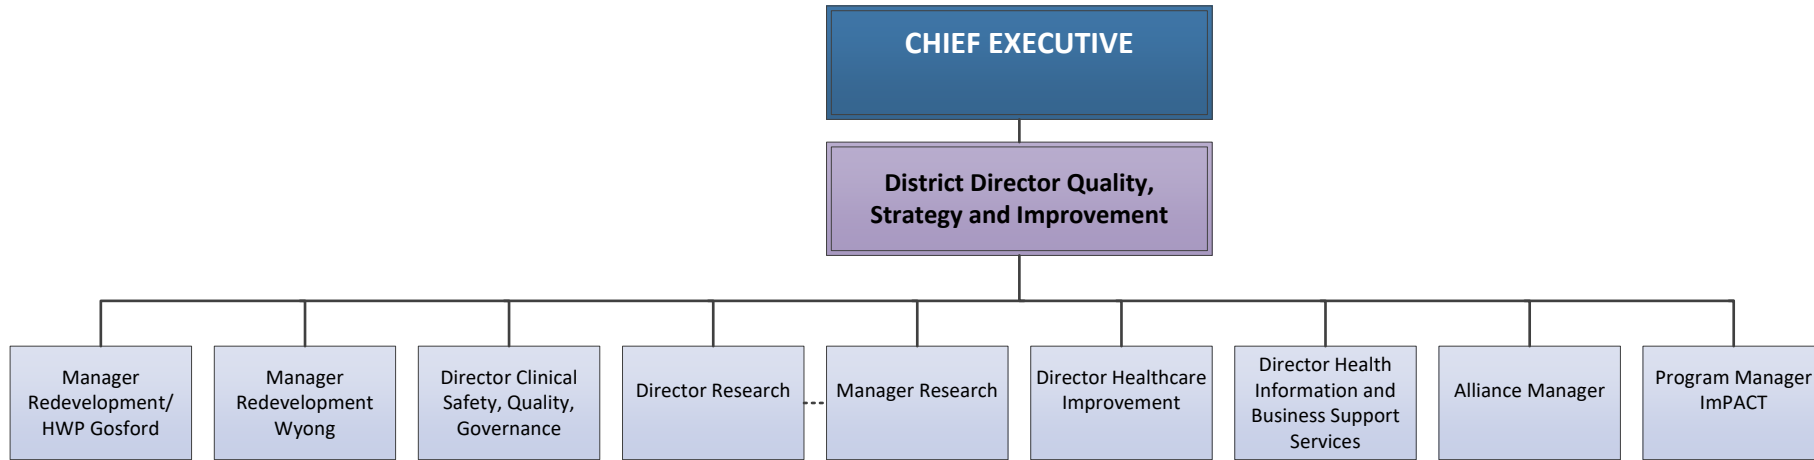 CHIEF EXECUTIVE
District Director Quality,
Strategy and Improvement
Manager
Redevelopment/
HWP Gosford
Manager
Redevelopment
Wyong
Director Clinical
Safety, Quality,
Governance
Director Research
Manager Research
Director Healthcare
Improvement
Director Health
Information and
Business Support
Services
Alliance Manager
Program Manager
ImPACT